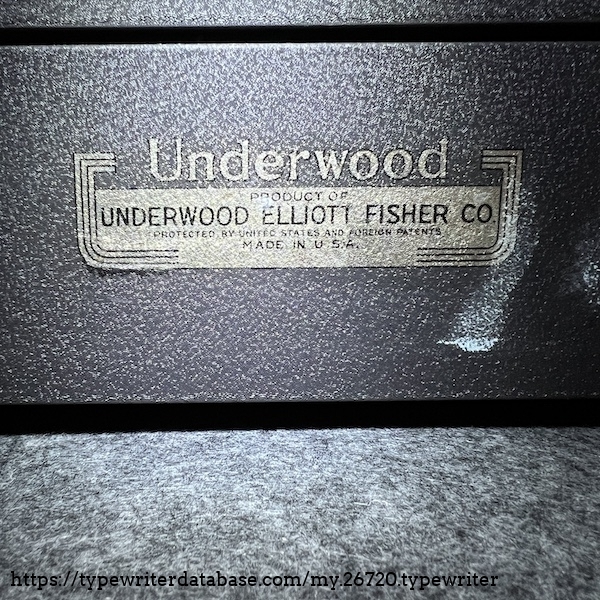 Underwood
PRODUCT OF
UNDERWOOD ELLIOTT FISHER CO
PROTECTED BY UNITED STATES AND FOREIGN PATENTS
MADE IN U.S.A.
https://typewriterdatabase.com/my.26720.typewriter